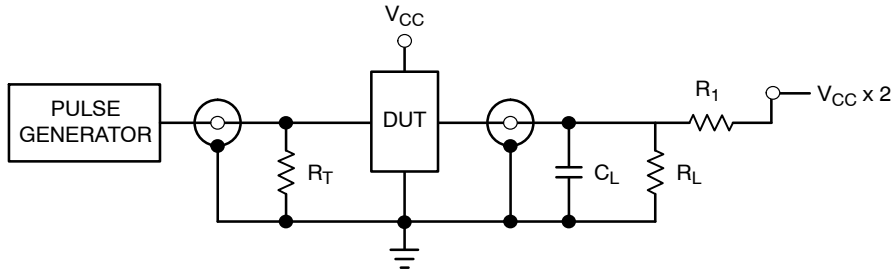 V_CC
PULSE
GENERATOR
DUT
R_T
C_L
R_L
R_1
V_CC x 2